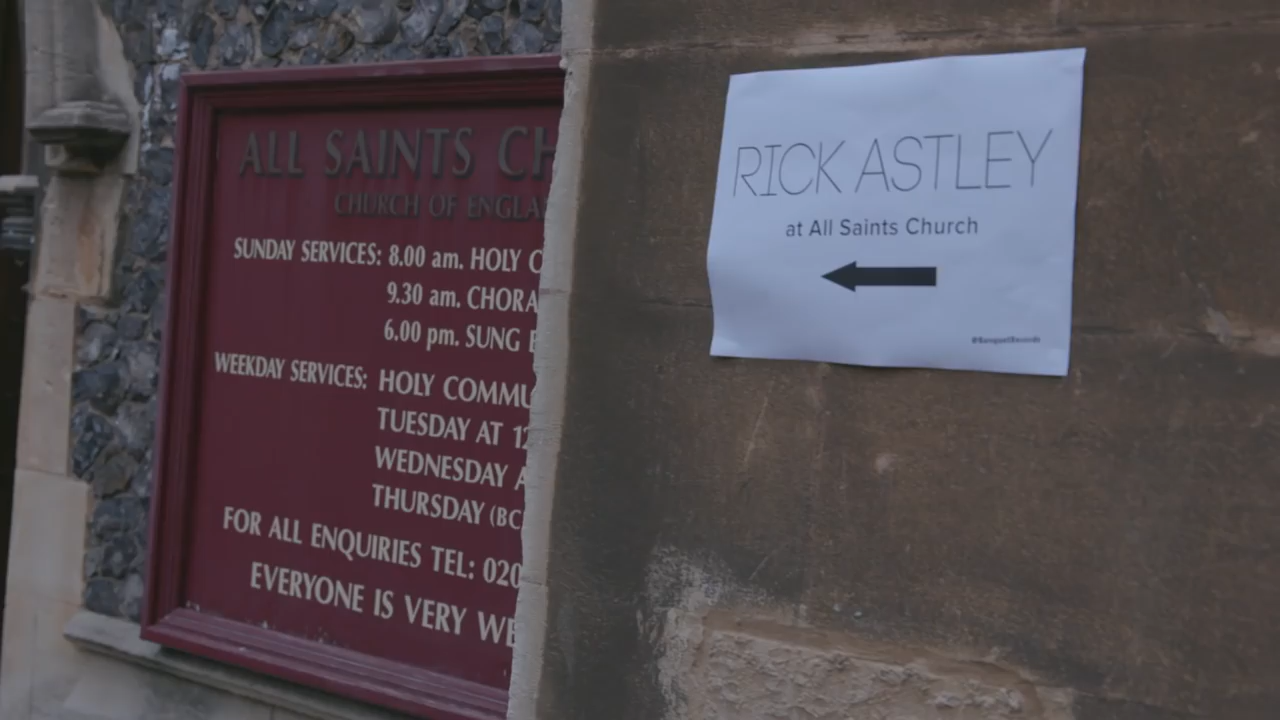 ALL SAINTS CH
CHURCH OF ENGLA
SUNDAY SERVICES: 8.00 am. HOLY C
9.30 am. CHORA
6.00 pm. SUNG E
WEEKDAY SERVICES: HOLY COMMU
TUESDAY AT 12
WEDNESDAY A
THURSDAY (BC
FOR ALL ENQUIRIES TEL: 020
EVERYONE IS VERY WE
RICK ASTLEY
at All Saints Church
#BanquetRecords